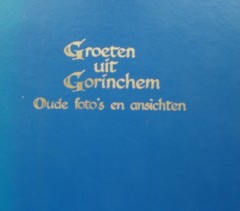 Groeten
uit
Gorinchem
Oude foto's en ansichten